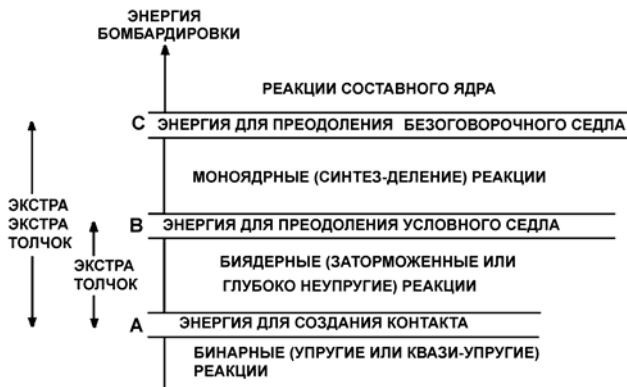 ЭНЕРГИЯ
БОМБАРДИРОВКИ
РЕАКЦИИ СОСТАВНОГО ЯДРА
C ЭНЕРГИЯ ДЛЯ ПРЕОДОЛЕНИЯ БЕЗОГОВОРОЧНОГО СЕДЛА
МОНОЯДРНЫЕ (СИНТЕЗ-ДЕЛЕНИЕ) РЕАКЦИИ
ЭКСТРА
ЭКСТРА
ТОЛЧОК
B ЭНЕРГИЯ ДЛЯ ПРЕОДОЛЕНИЯ УСЛОВНОГО СЕДЛА
ЭКСТРА
ТОЛЧОК
БИЯДЕРНЫЕ (ЗАТОРМОЖЕННЫЕ ИЛИ
ГЛУБОКО НЕУПРУГИЕ) РЕАКЦИИ
A ЭНЕРГИЯ ДЛЯ СОЗДАНИЯ КОНТАКТА
БИНАРНЫЕ (УПРУГИЕ ИЛИ КВАЗИ-УПРУГИЕ)
РЕАКЦИИ